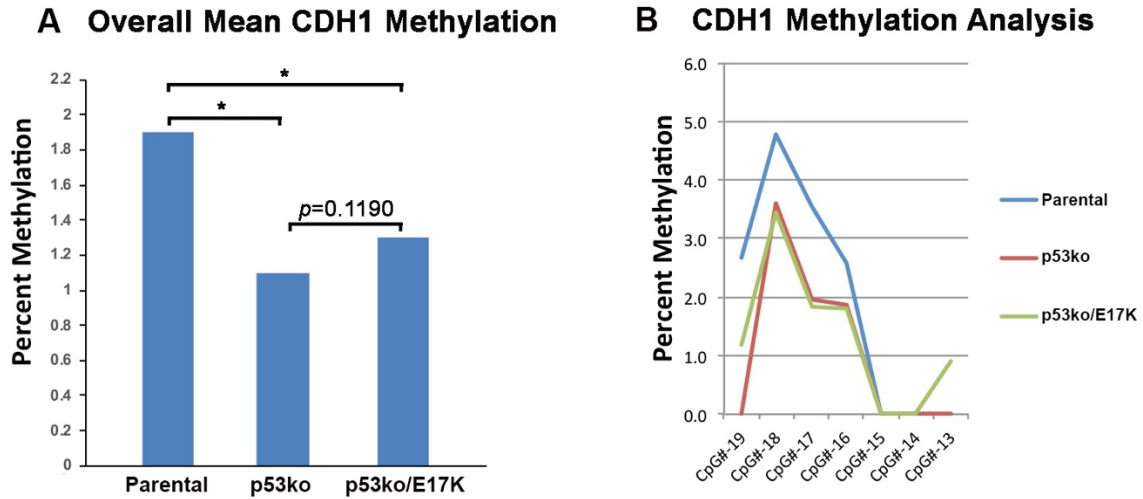 A Overall Mean CDH1 Methylation
Percent Methylation
2.2
2
1.8
1.6
1.4
1.2
1
0.8
0.6
0.4
0.2
0
*
*
p=0.1190
Parental p53ko p53ko/E17K
B CDH1 Methylation Analysis
Percent Methylation
6.0
5.0
4.0
3.0
2.0
1.0
0.0
CpG#-19 CpG#-18 CpG#-17 CpG#-16 CpG#-15 CpG#-14 CpG#-13
Parental
p53ko
p53ko/E17K